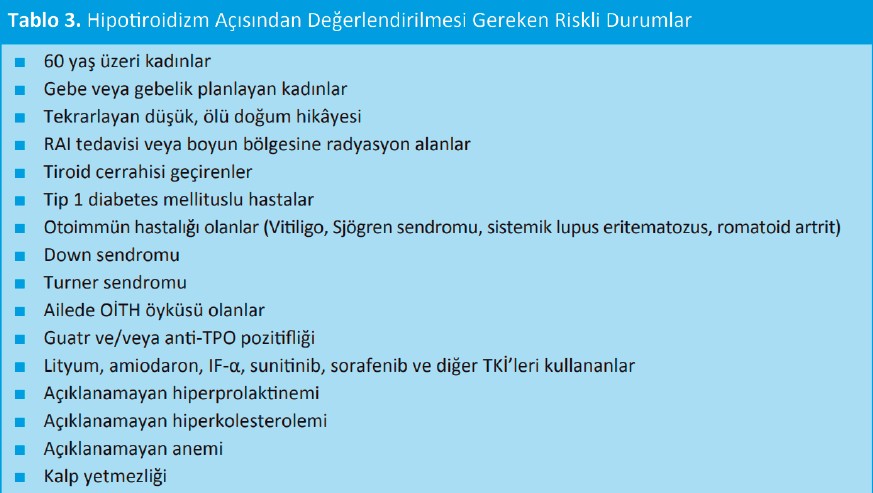 Tablo 3. Hipotiroidizm Açısından Değerlendirilmesi Gereken Riskli Durumlar
■ 60 yaş üzeri kadınlar
■ Gebe veya gebelik planlayan kadınlar
■ Tekrarlayan düşük, ölü doğum hikâyesi
■ RAI tedavisi veya boyun bölgesine radyasyon alanlar
■ Tiroid cerrahisi geçirenler
■ Tip 1 diabetes mellituslu hastalar
■ Otoimmün hastalığı olanlar (Vitiligo, Sjögren sendromu, sistemik lupus eritematozus, romatoid artrit)
■ Down sendromu
■ Turner sendromu
■ Ailede OİTH öyküsü olanlar
■ Guatr ve/veya anti-TPO pozitifliği
■ Lityum, amiodaron, IF-α, sunitinib, sorafenib ve diğer TKİ’leri kullananlar
■ Açıklanamayan hiperprolaktinemi
■ Açıklanamayan hiperkolesterolemi
■ Açıklanamayan anemi
■ Kalp yetmezliği